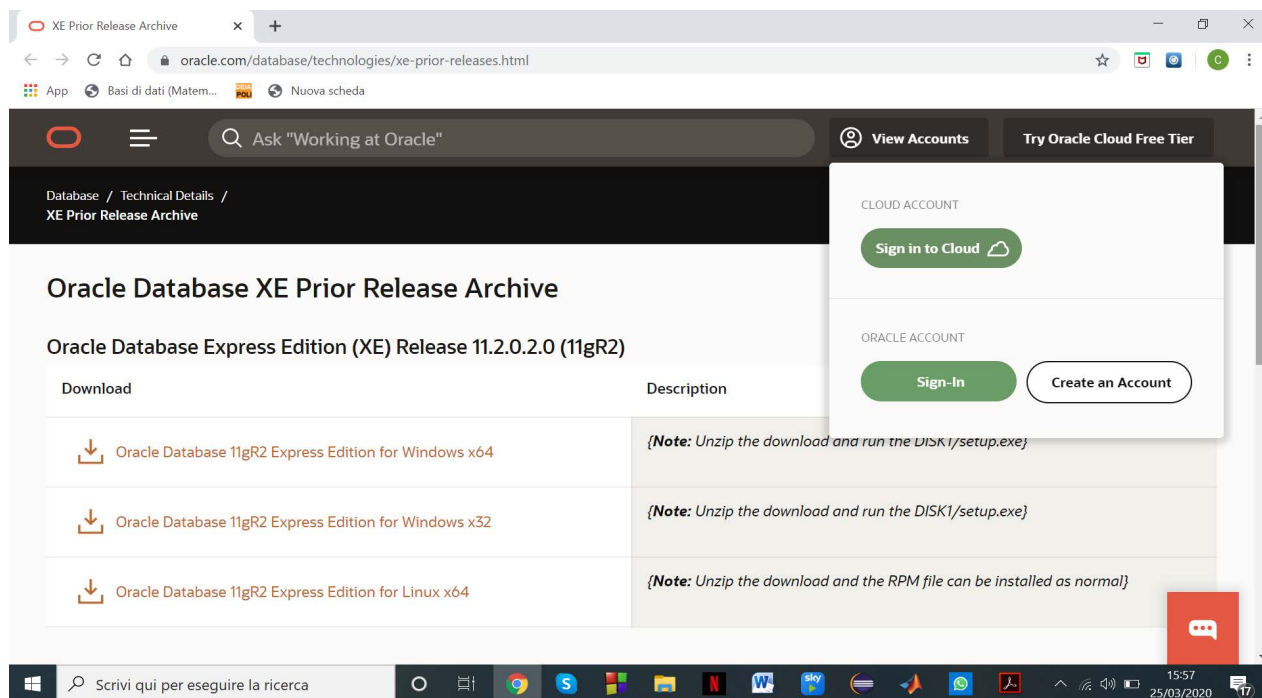 XE Prior Release Archive
oracle.com/database/technologies/xe-prior-releases.html
C
App Basi di dati (Matem... POLI Nuova scheda
Ask "Working at Oracle"
View Accounts
Try Oracle Cloud Free Tier
Database / Technical Details /
XE Prior Release Archive
CLOUD ACCOUNT
Sign in to Cloud
ORACLE ACCOUNT
Sign-In
Create an Account
Oracle Database XE Prior Release Archive
Oracle Database Express Edition (XE) Release 11.2.0.2.0 (11gR2)
Download Description
Oracle Database 11gR2 Express Edition for Windows x64 {Note: Unzip the download and run the DISK1/setup.exe}
Oracle Database 11gR2 Express Edition for Windows x32 {Note: Unzip the download and run the DISK1/setup.exe}
Oracle Database 11gR2 Express Edition for Linux x64 {Note: Unzip the download and the RPM file can be installed as normal}
Scrivi qui per eseguire la ricerca
S
N
W
sky
15:57
25/03/2020
17